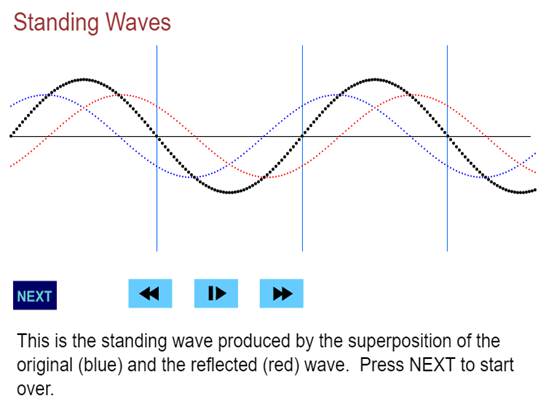 Standing Waves
NEXT
This is the standing wave produced by the superposition of the
original (blue) and the reflected (red) wave.  Press NEXT to start
over.